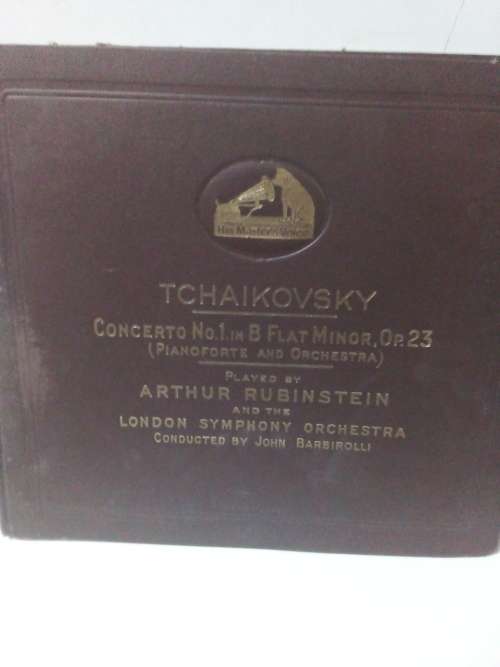 His Master's Voice
TCHAIKOVSKY
CONCERTO NO.1. IN B FLAT MINOR, OP. 23
(PIANOFORTE AND ORCHESTRA)
PLAYED BY
ARTHUR RUBINSTEIN
AND THE
LONDON SYMPHONY ORCHESTRA
CONDUCTED BY JOHN BARBIROLLI